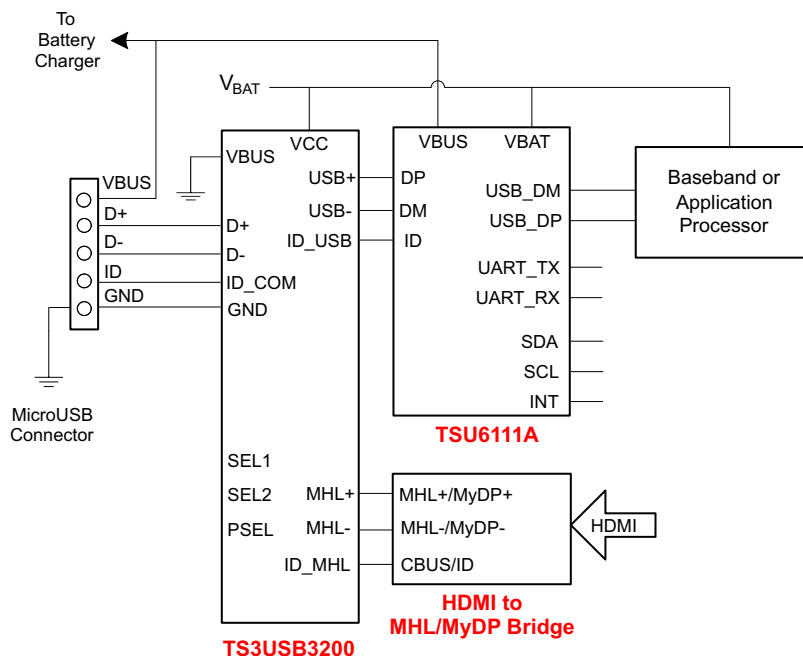 To
Battery
Charger
VBAT
VBUS
VCC
VBUS
VBAT
VBUS
D+
D-
ID
GND
MicroUSB
Connector
D+
D-
ID_COM
GND
SEL1
SEL2
PSEL
USB+
USB-
ID_USB
MHL+
MHL-
ID_MHL
TS3USB3200
DP
DM
ID
USB_DM
USB_DP
UART_TX
UART_RX
SDA
SCL
INT
TSU6111A
Baseband or
Application
Processor
MHL+/MyDP+
MHL-/MyDP-
CBUS/ID
HDMI
HDMI to
MHL/MyDP Bridge